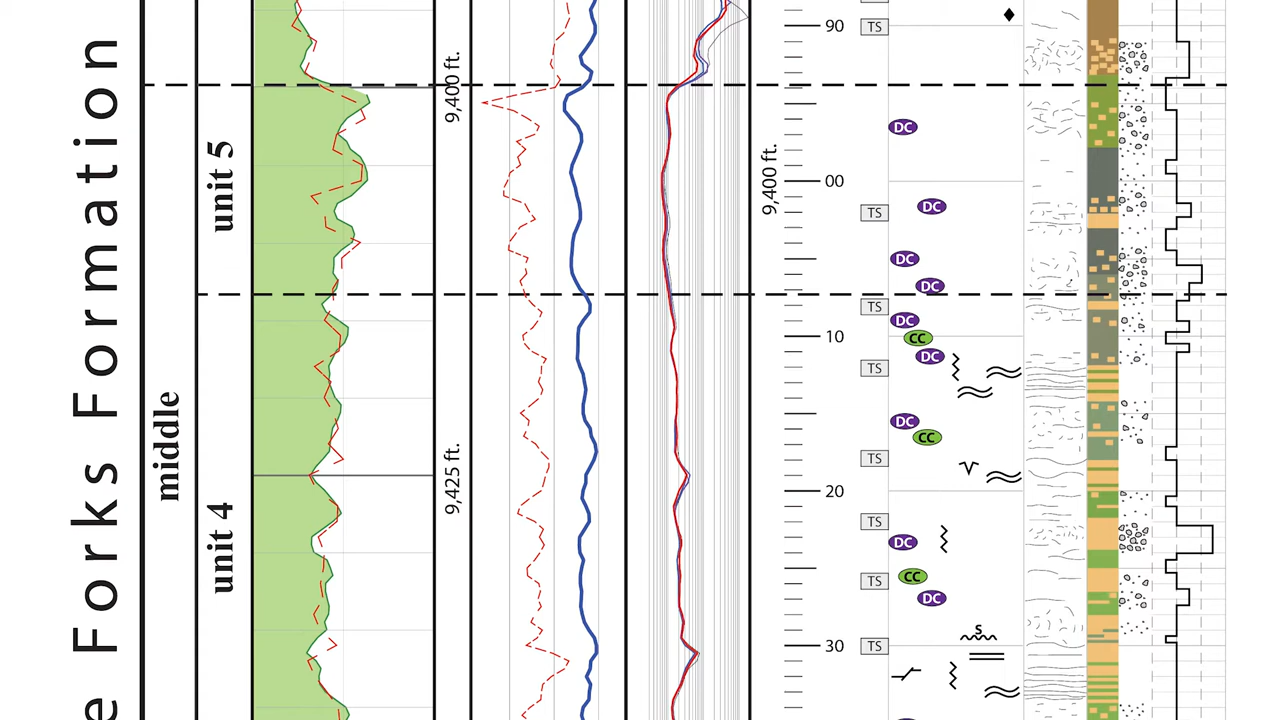 e Forks Formation
middle
unit 5
unit 4
9,400 ft.
9,425 ft.
9,400 ft.
90
00
10
20
30
TS
TS
TS
TS
TS
TS
TS
TS
DC
DC
DC
DC
DC
CC
DC
DC
CC
DC
CC
DC
S